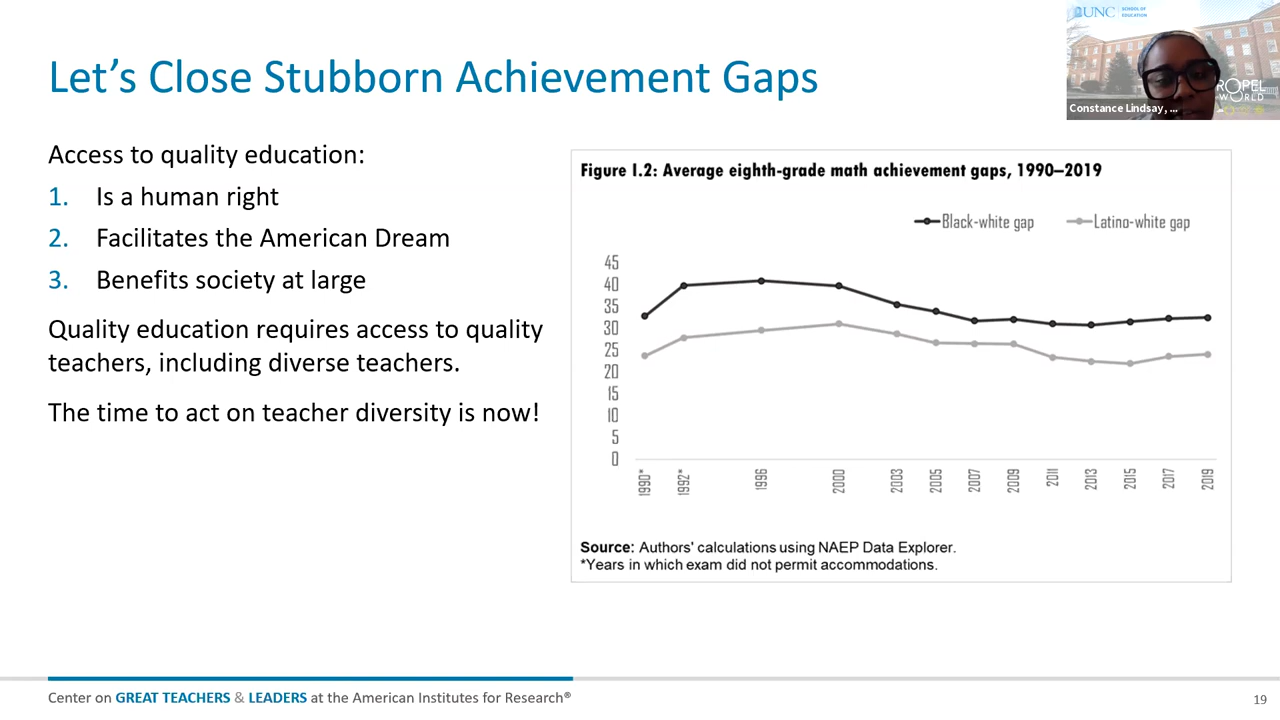 Let's Close Stubborn Achievement Gaps
UNC SCHOOL OF
EDUCATION
ROPEL
WORLD
Constance Lindsay, ...
Access to quality education:
1. Is a human right
2. Facilitates the American Dream
3. Benefits society at large
Quality education requires access to quality
teachers, including diverse teachers.
The time to act on teacher diversity is now!
Figure I.2: Average eighth-grade math achievement gaps, 1990–2019
Black-white gap
Latino-white gap
45
40
35
30
25
20
15
10
5
0
1990*
1992*
1996
2000
2003
2005
2007
2009
2011
2013
2015
2017
2019
Source: Authors' calculations using NAEP Data Explorer.
*Years in which exam did not permit accommodations.
Center on GREAT TEACHERS & LEADERS at the American Institutes for Research®
19